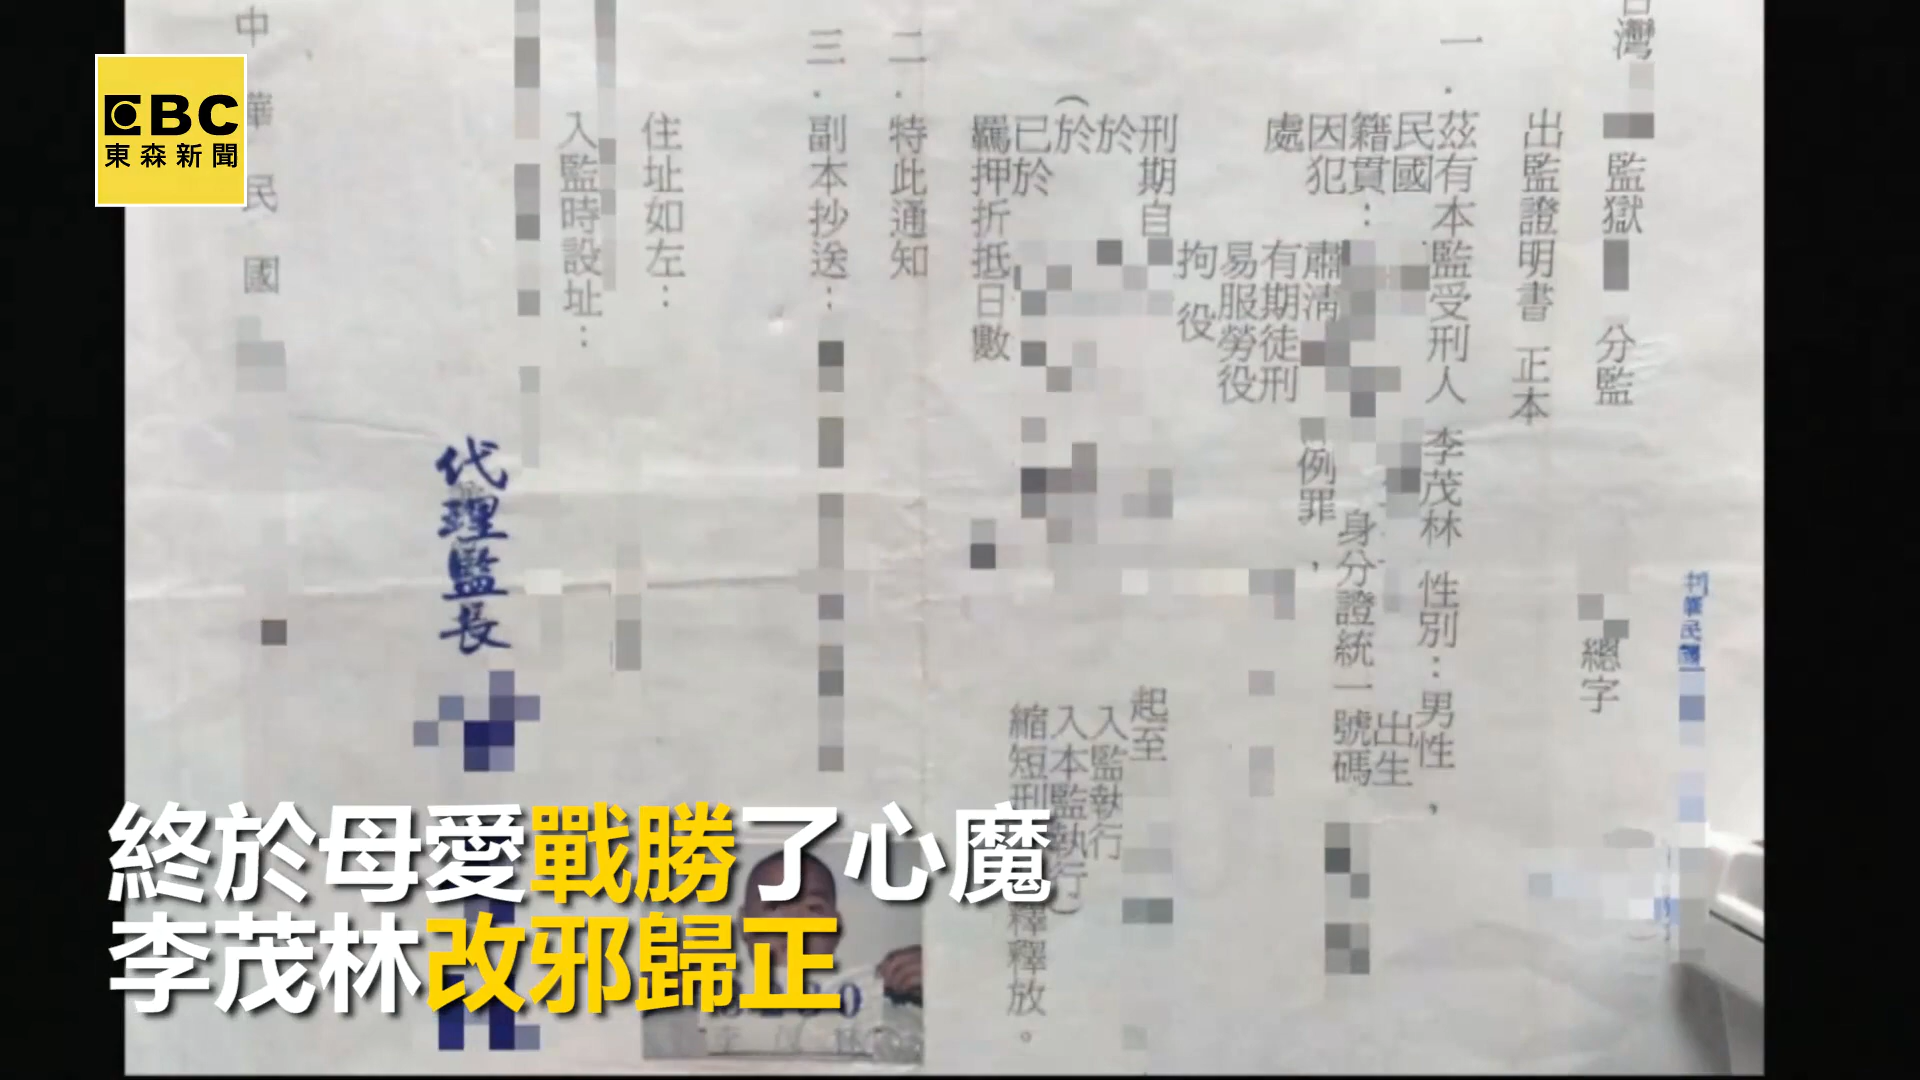 EBC
東森新聞
台灣 監獄 分監
出監證明書 正本
總字
一.茲有本監受刑人 李茂林 性別:男性,
民國 出生
籍貫: 身分證統一號碼
因犯 肅清 例罪,
處 有期徒刑
易服勞役
拘役
刑期自 起至
於 入監執行
(於 入本監執行)
已於 縮短刑 釋釋放。
羈押折抵日數
二.特此通知
三.副本抄送:
住址如左:
入監時設址:
代理監長
中華民國
終於母愛戰勝了心魔
李茂林改邪歸正